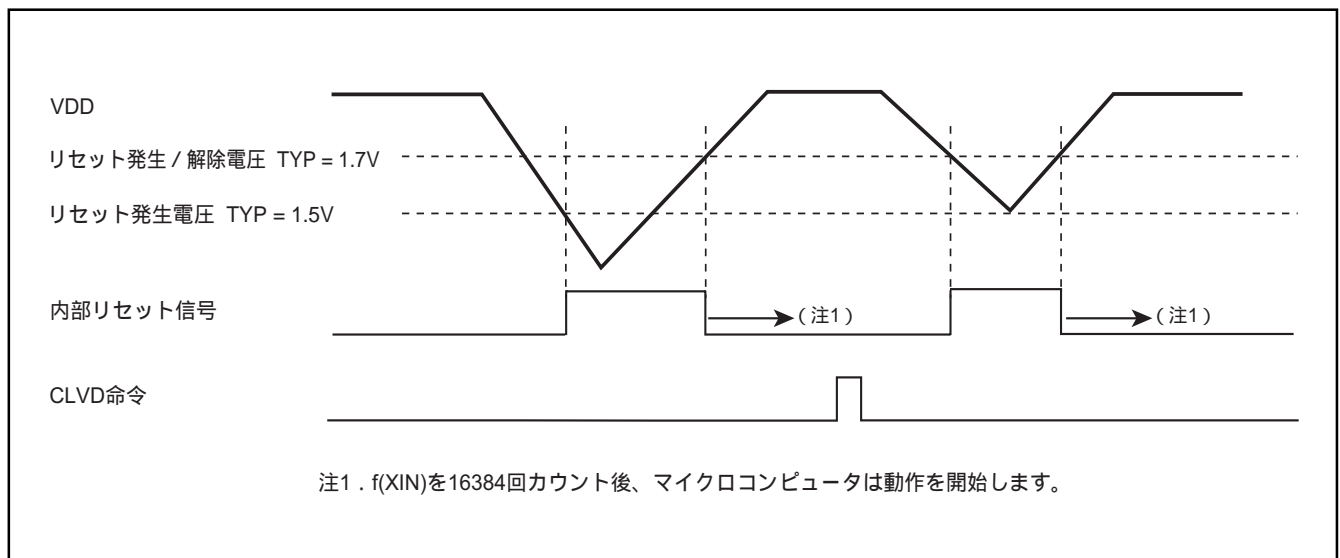 VDD
リセット発生 / 解除電圧 TYP = 1.7V
リセット発生電圧 TYP = 1.5V
内部リセット信号
（注1）
（注1）
CLVD命令
注1．f(XIN)を16384回カウント後、マイクロコンピュータは動作を開始します。